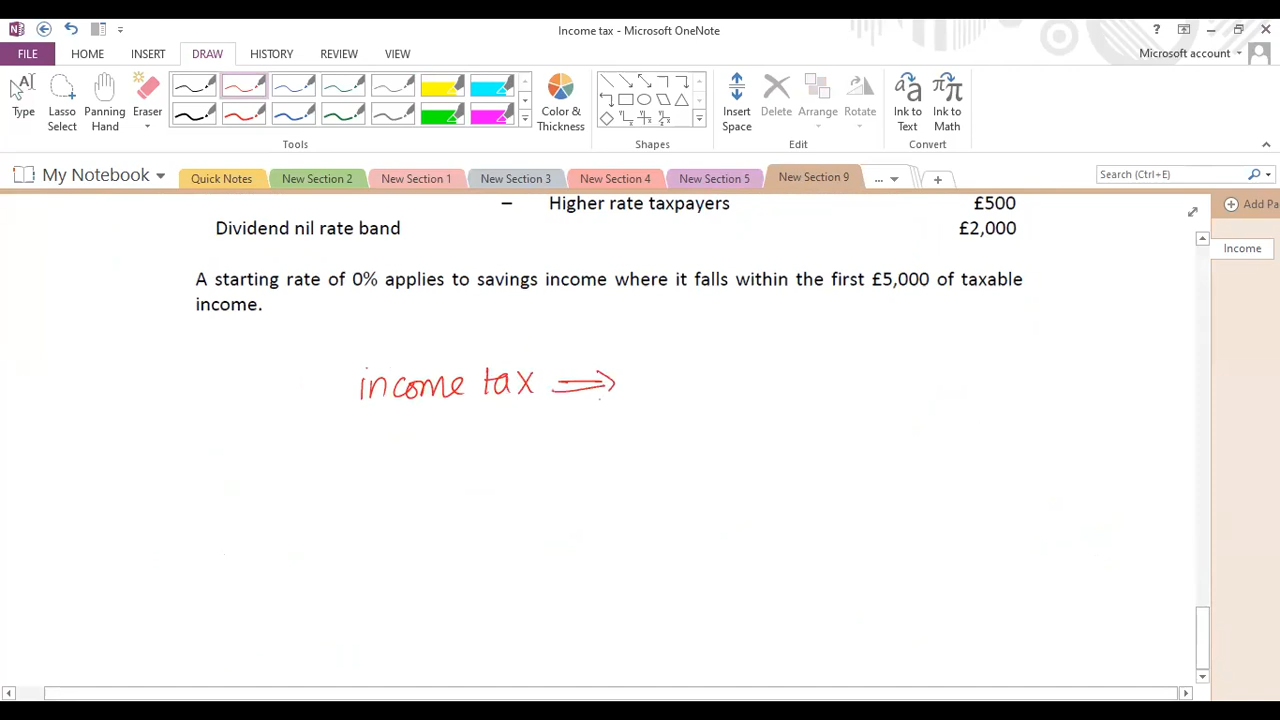 Income tax - Microsoft OneNote
?
FILE HOME INSERT DRAW HISTORY REVIEW VIEW
Microsoft account
Type
Lasso Select
Panning Hand
Eraser
Color & Thickness
Insert Space
Delete
Arrange
Rotate
Ink to Text
Ink to Math
Tools Shapes Edit Convert
My Notebook Quick Notes New Section 2 New Section 1 New Section 3 New Section 4 New Section 5 New Section 9 ... + Search (Ctrl+E)
– Higher rate taxpayers £500
Dividend nil rate band £2,000
A starting rate of 0% applies to savings income where it falls within the first £5,000 of taxable
income.
income tax ⇒
Add Pa
Income